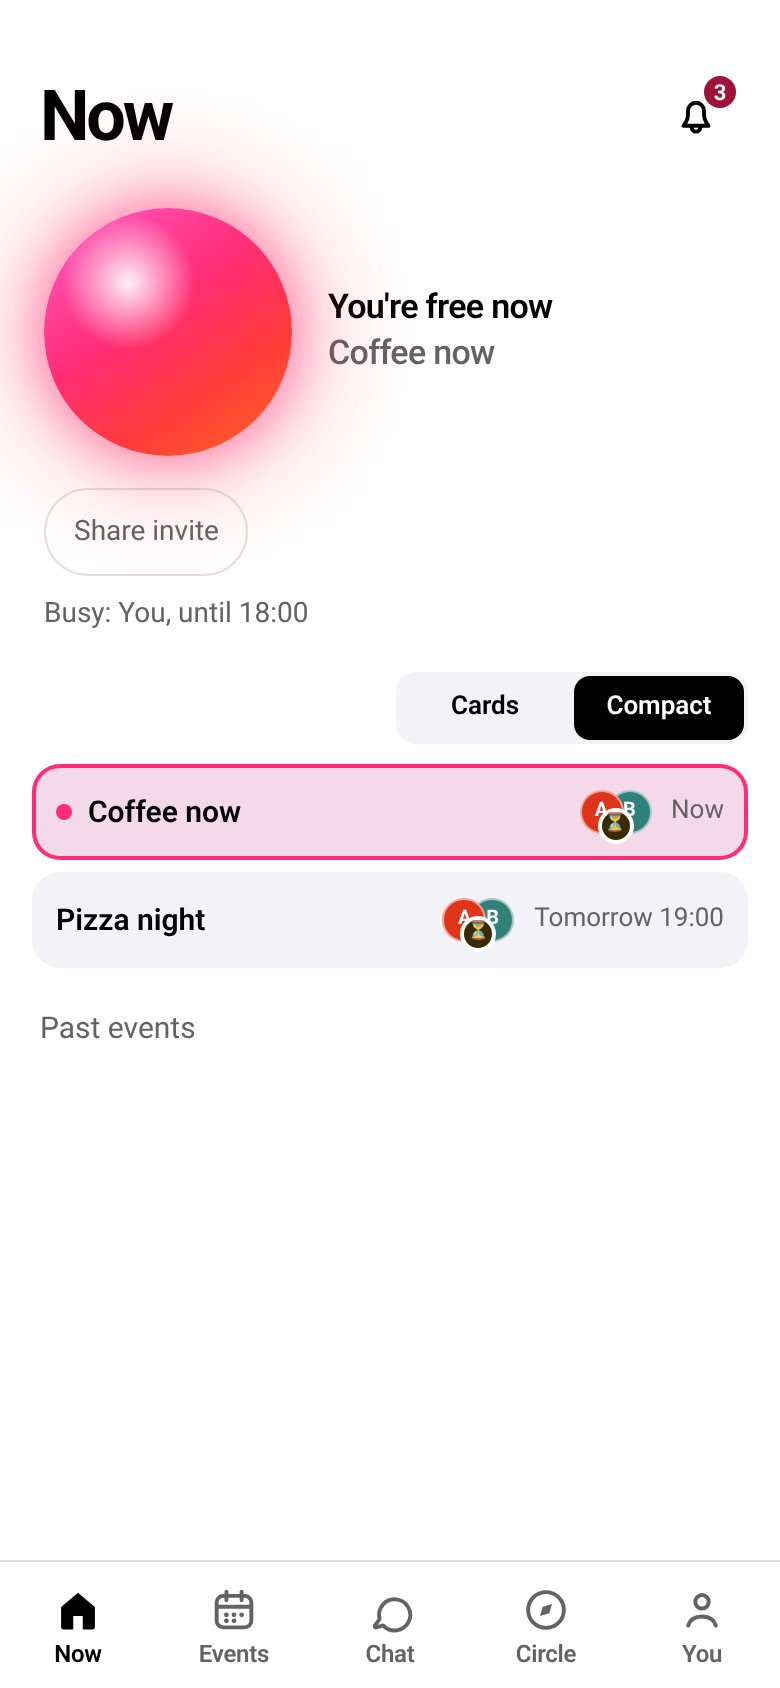 Now
3
You're free now
Coffee now
Share invite
Busy: You, until 18:00
Cards
Compact
Coffee now
A
B
Now
Pizza night
A
B
Tomorrow 19:00
Past events
Now
Events
Chat
Circle
You